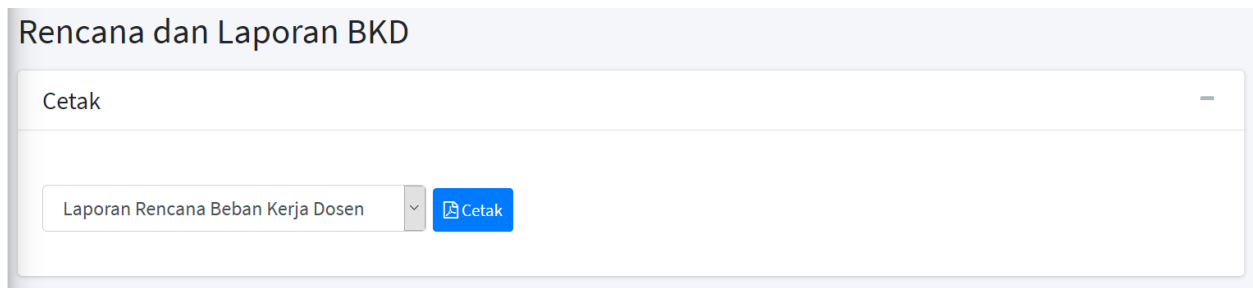 Rencana dan Laporan BKD
Cetak
Laporan Rencana Beban Kerja Dosen
Cetak